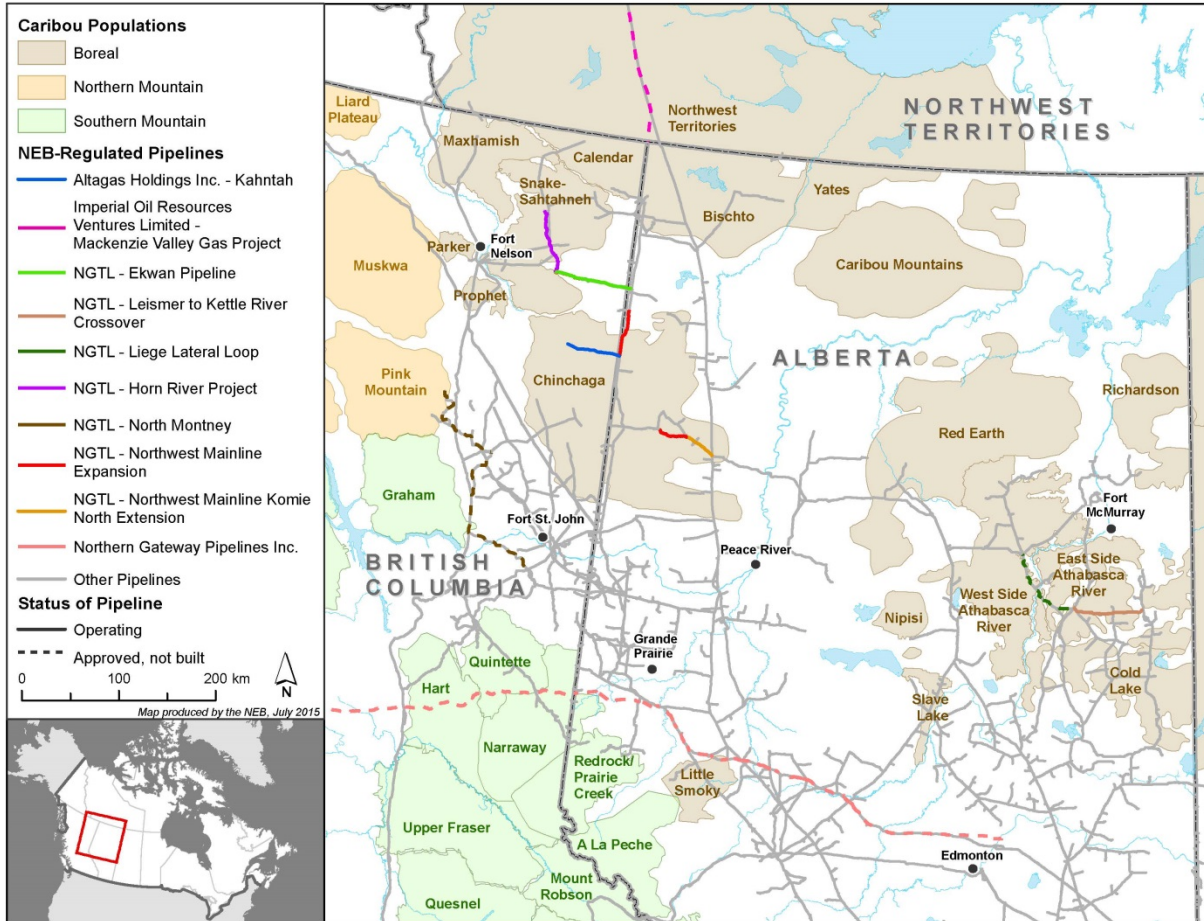 Caribou Populations
Boreal
Northern Mountain
Southern Mountain
NEB-Regulated Pipelines
Altagas Holdings Inc. - Kahntah
Imperial Oil Resources
Ventures Limited -
Mackenzie Valley Gas Project
NGTL - Ekwan Pipeline
NGTL - Leismer to Kettle River
Crossover
NGTL - Liege Lateral Loop
NGTL - Horn River Project
NGTL - North Montney
NGTL - Northwest Mainline
Expansion
NGTL - Northwest Mainline Komie
North Extension
Northern Gateway Pipelines Inc.
Other Pipelines
Status of Pipeline
Operating
Approved, not built
0 100 200 km
N
Map produced by the NEB, July 2015
Liard
Plateau
Maxhamish
Northwest
Territories
NORTHWEST
TERRITORIES
Calendar
Snake-
Sahtahneh
Yates
Bischto
Parker
Fort
Nelson
Muskwa
Caribou Mountains
Prophet
ALBERTA
Pink
Mountain
Chinchaga
Richardson
Red Earth
Graham
Fort St. John
Fort
McMurray
BRITISH
COLUMBIA
Peace River
East Side
Athabasca
River
West Side
Athabasca
River
Nipisi
Grande
Prairie
Quintette
Hart
Cold
Lake
Slave
Lake
Narraway
Redrock/
Prairie
Creek
Little
Smoky
Upper Fraser
A La Peche
Edmonton
Mount
Robson
Quesnel